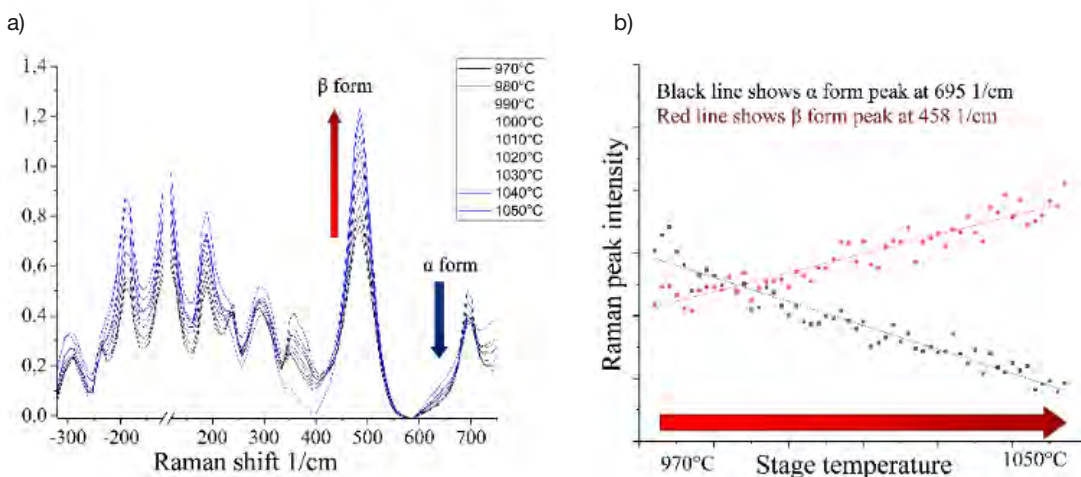 a)
1.4
1.2
1.0
0.8
0.6
0.4
0.2
0.0
-300 -200 200 300 400 500 600 700
Raman shift 1/cm
β form
α form
970°C
980°C
990°C
1000°C
1010°C
1020°C
1030°C
1040°C
1050°C
b)
Black line shows α form peak at 695 1/cm
Red line shows β form peak at 458 1/cm
Raman peak intensity
970°C 1050°C
Stage temperature